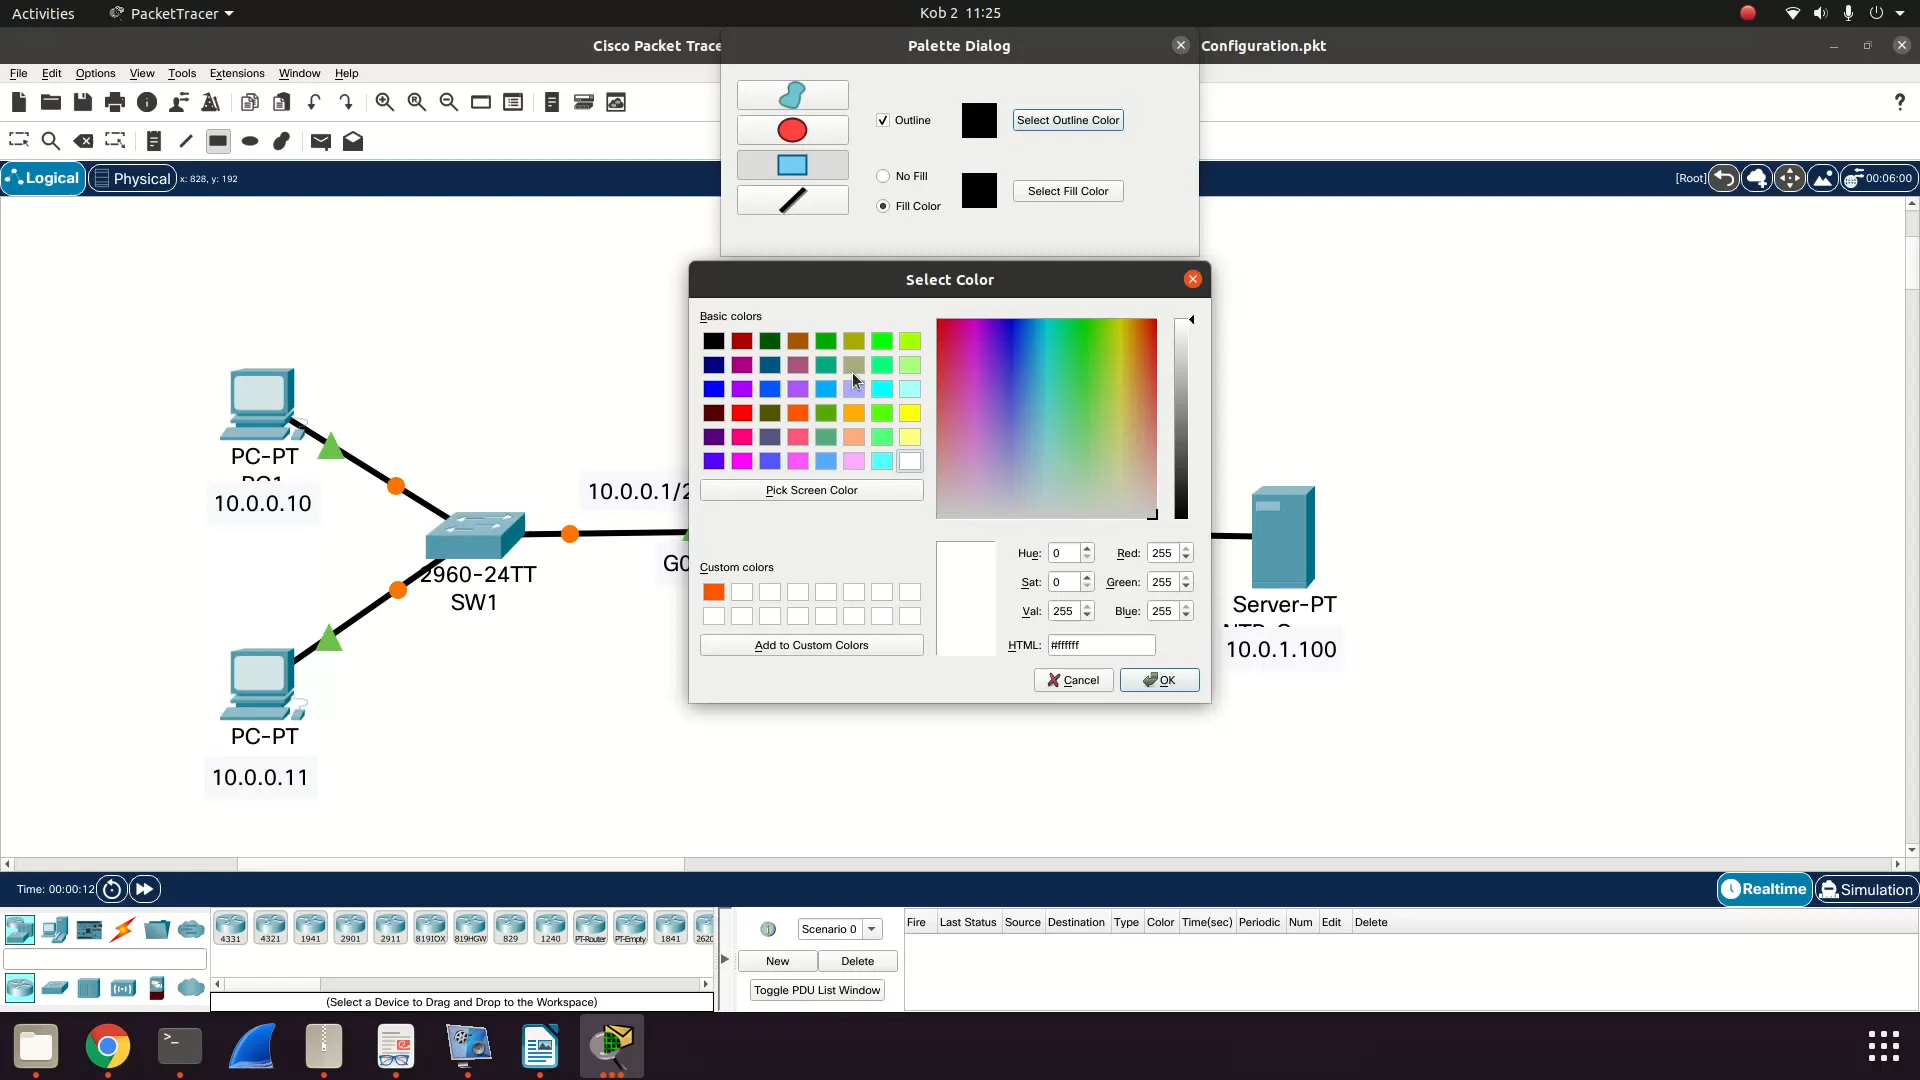 Activities PacketTracer Kob 2 11:25
Cisco Packet Trace Palette Dialog Configuration.pkt
File Edit Options View Tools Extensions Window Help
Outline Select Outline Color
No Fill
Fill Color Select Fill Color
Logical Physical x: 828, y: 192 [Root] 00:06:00
Select Color
Basic colors
Pick Screen Color
Custom colors
Add to Custom Colors
Hue: 0 Red: 255
Sat: 0 Green: 255
Val: 255 Blue: 255
HTML: #ffffff
Cancel OK
PC-PT
10.0.0.10
10.0.0.1/2
2960-24TT
SW1
PC-PT
10.0.0.11
Server-PT
10.0.1.100
Time: 00:00:12 Realtime Simulation
4331 4321 1941 2901 2911 819IOX 819HGW 829 1240 PT-Router PT-Empty 1841 2620
(Select a Device to Drag and Drop to the Workspace)
Scenario 0
New Delete
Toggle PDU List Window
Fire Last Status Source Destination Type Color Time(sec) Periodic Num Edit Delete